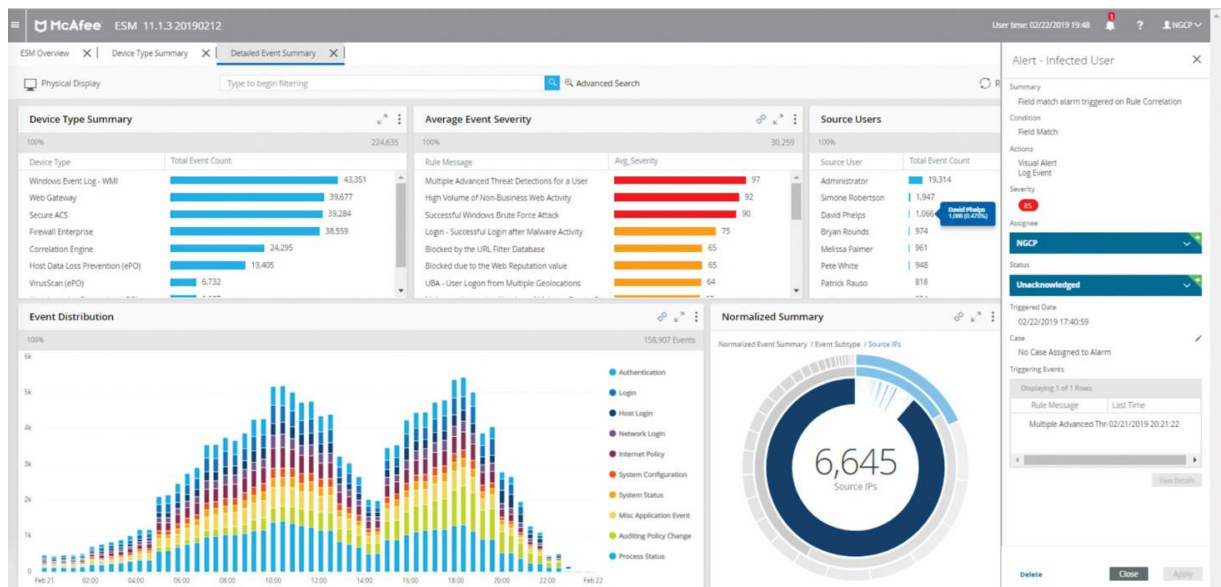 McAfee ESM 11.1.3 20190212
User time: 02/22/2019 19:48
1
?
NGCP
ESM Overview X
Device Type Summary X
Detailed Event Summary X
Physical Display
Type to begin filtering
Advanced Search
R
Device Type Summary
100%
224,635
Device Type Total Event Count
Windows Event Log - WMI 43,351
Web Gateway 39,677
Secure ACS 39,284
Firewall Enterprise 38,559
Correlation Engine 24,295
Host Data Loss Prevention (ePO) 19,405
VirusScan (ePO) 6,732
Average Event Severity
100%
30,259
Rule Message Avg_Severity
Multiple Advanced Threat Detections for a User 97
High Volume of Non-Business Web Activity 92
Successful Windows Brute Force Attack 90
Login - Successful Login after Malware Activity 75
Blocked by the URL Filter Database 65
Blocked due to the Web Reputation value 65
UBA - User Logon from Multiple Geolocations 64
Source Users
100%
Source User Total Event Count
Administrator 19,314
Simone Robertson 1,947
David Phelps 1,066
David Phelps
Bryan Rounds 974
Melissa Palmer 961
Pete White 948
Patrick Rauso 818
Event Distribution
100%
158,907 Events
6k
5k
4k
3k
2k
1k
0
Feb 21 02:00 04:00 06:00 08:00 10:00 12:00 14:00 16:00 18:00 20:00 22:00 Feb 22
Authentication
Login
Host Login
Network Login
Internet Policy
System Configuration
System Status
Misc Application Event
Auditing Policy Change
Process Status
Normalized Summary
Normalized Event Summary / Event Subtype / Source IPs
6,645
Source IPs
Alert - Infected User X
Summary
Field match alarm triggered on Rule Correlation
Condition
Field Match
Actions
Visual Alert
Log Event
Severity
85
Assignee
NGCP
Status
Unacknowledged
Triggered Date
02/22/2019 17:40:59
Case
No Case Assigned to Alarm
Triggering Events
Displaying 1 of 1 Rows
Rule Message Last Time
Multiple Advanced Thr 02/21/2019 20:21:22
View Details
Delete Close Apply